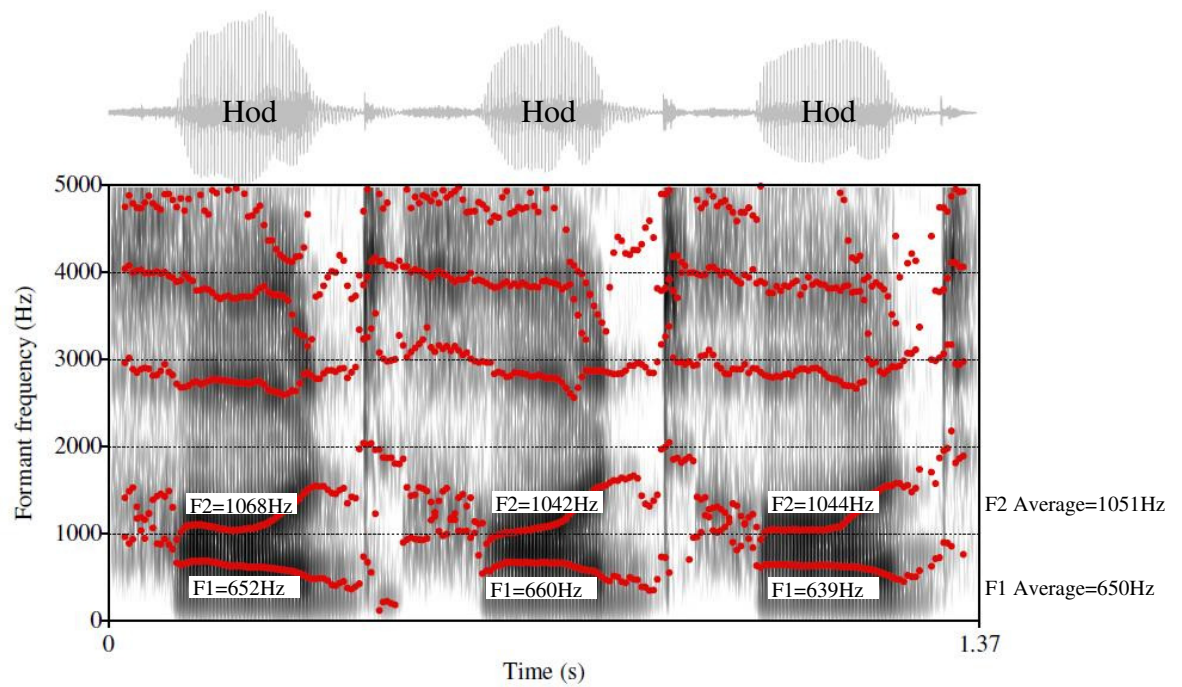 Hod Hod Hod
5000
4000
3000
2000
1000
0
Formant frequency (Hz)
F2=1068Hz F2=1042Hz F2=1044Hz F2 Average=1051Hz
F1=652Hz F1=660Hz F1=639Hz F1 Average=650Hz
0 1.37
Time (s)